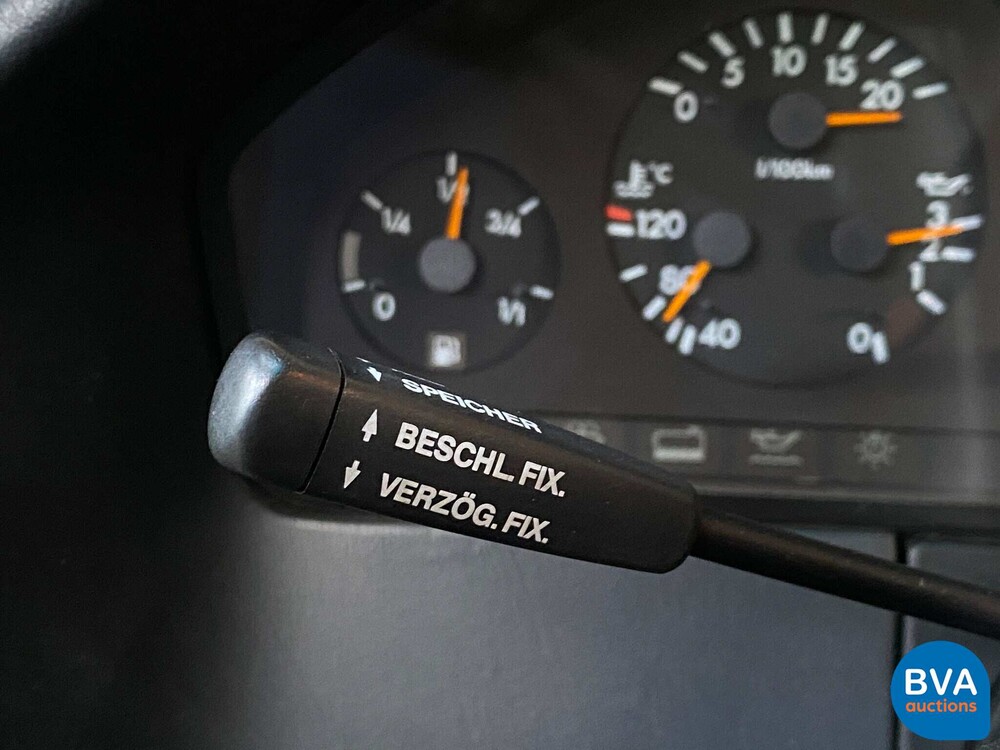 0 5 10 15 20
l/100km
°C
120
80
40
3
2
1
0
0 1/4 1/2 3/4 1/1
SPEICHER
BESCHL. FIX.
VERZÖG. FIX.
BVA
auctions